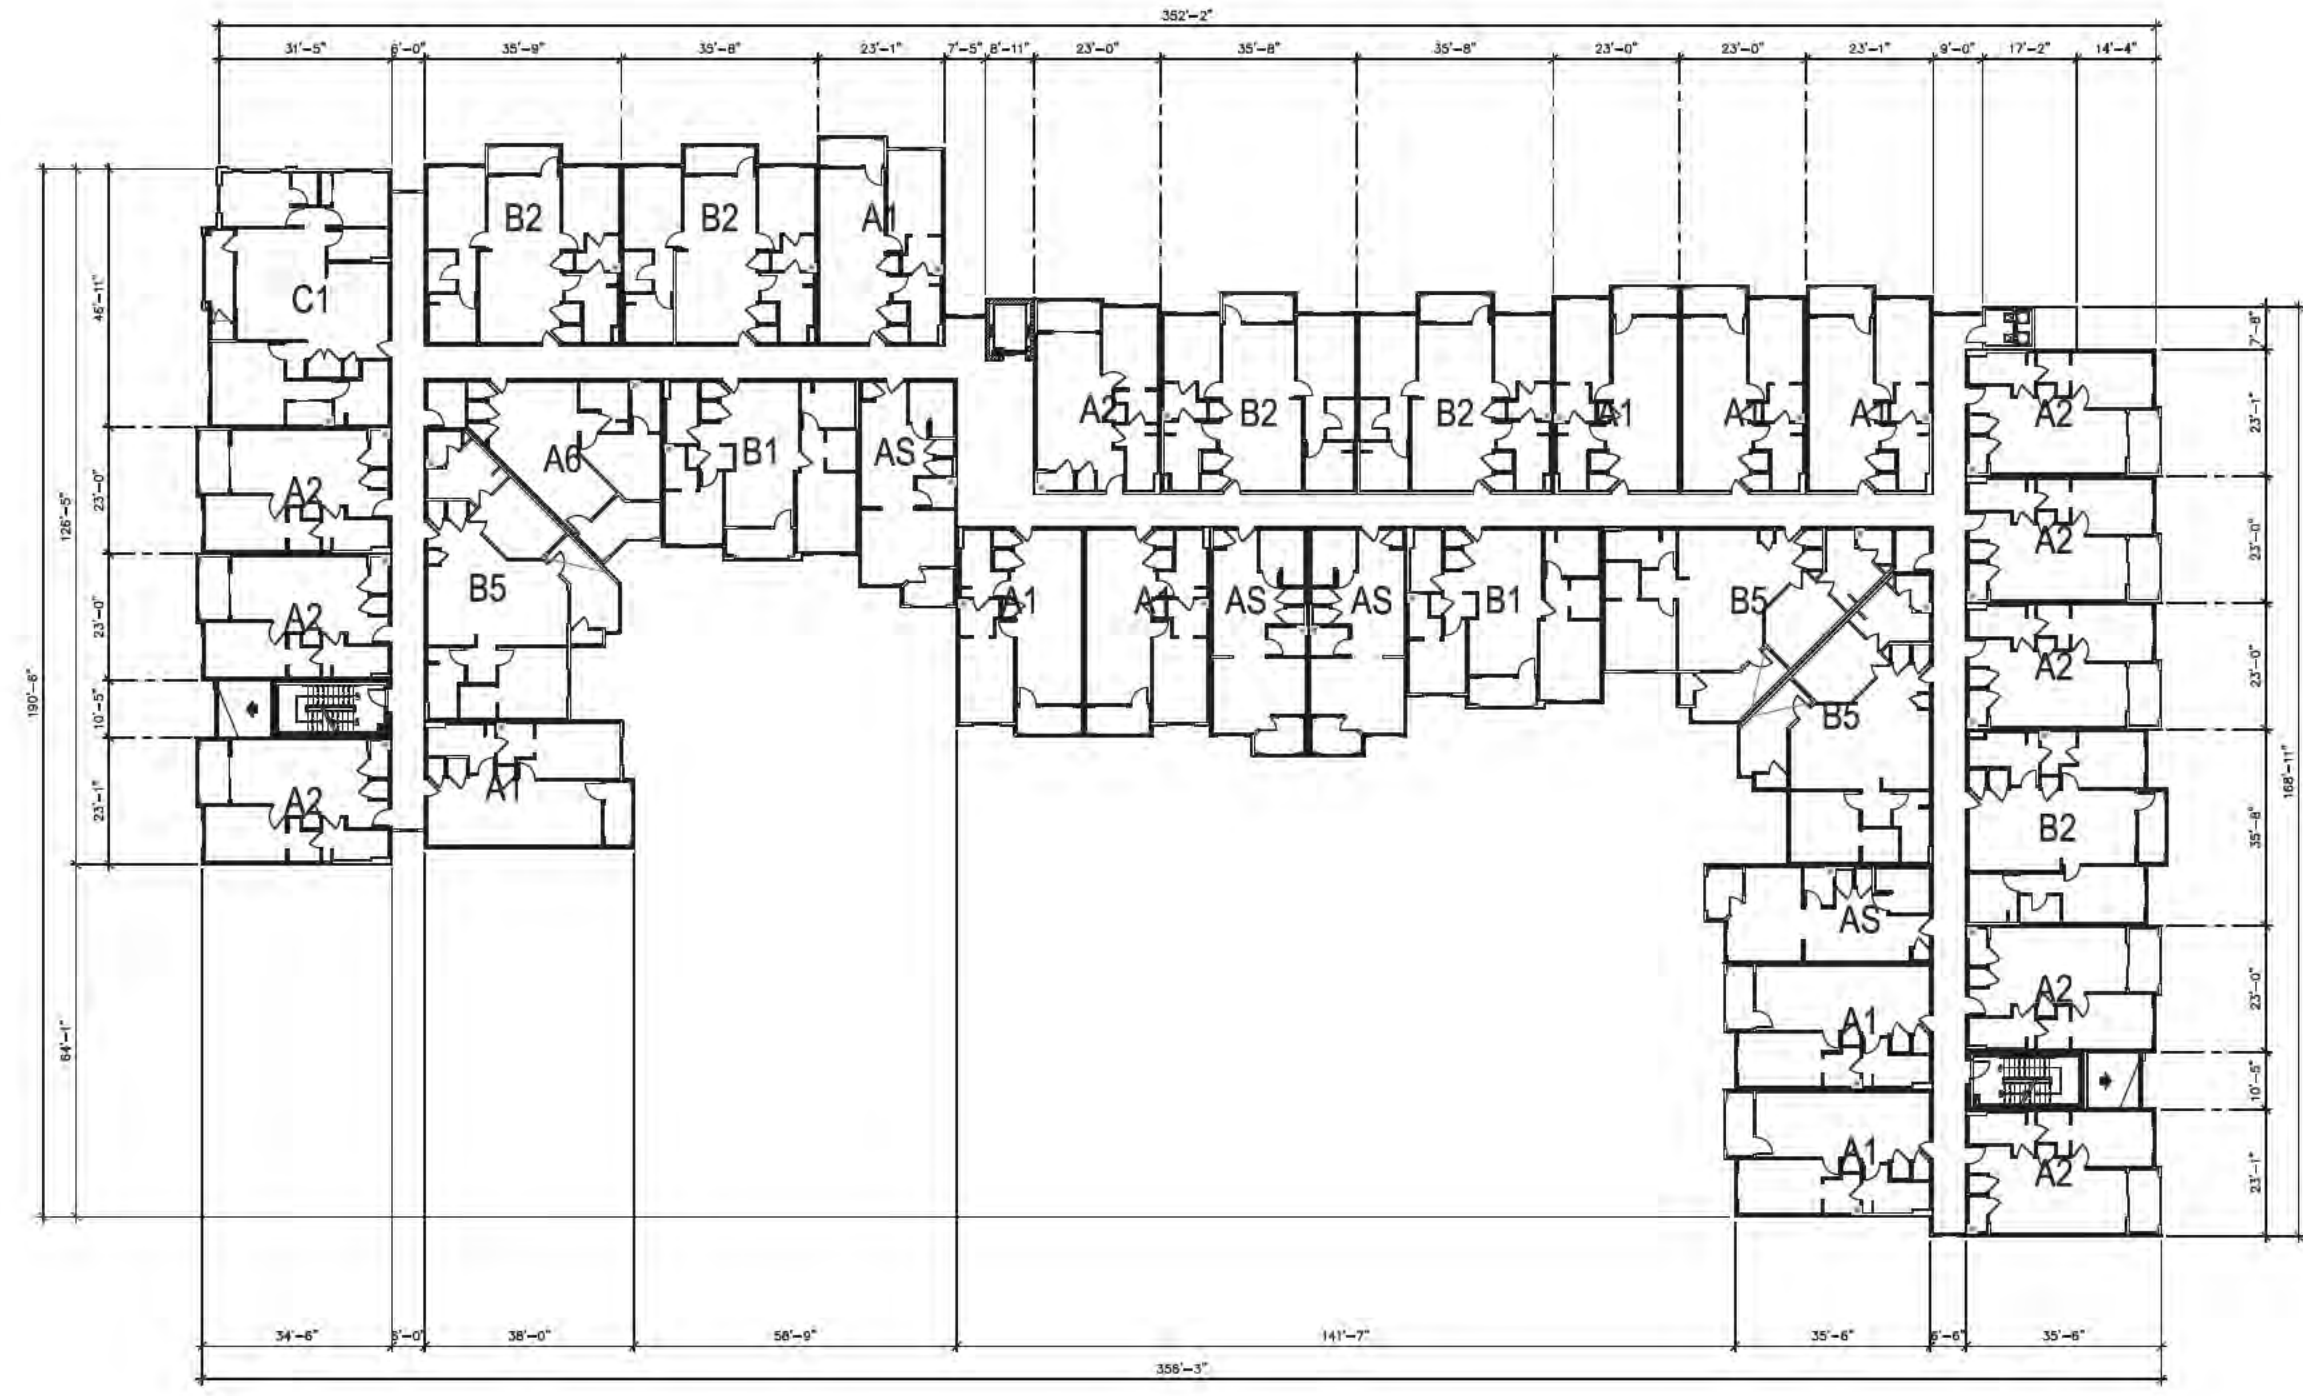 352'-2"
31'-5" 6'-0" 35'-9" 35'-8" 23'-1" 7'-5" 8'-11" 23'-0" 35'-8" 35'-8" 23'-0" 23'-0" 23'-1" 9'-0" 17'-2" 14'-4"
B2 B2 A1
C1
46'-11"
7'-8"
A2 B2 B2 A1 A1 A1 A2
23'-1"
A6 B1 AS
A2
23'-0"
126'-5"
A2
23'-0"
B5
A1 A1 AS AS B1 B5
A2
23'-0"
A2
23'-0"
190'-6"
10'-5"
B5
168'-11"
A2
23'-1"
A1
B2
35'-8"
AS
A2
23'-0"
A1
64'-1"
10'-5"
A1
A2
23'-1"
34'-6" 6'-0" 38'-0" 58'-9" 141'-7" 35'-6" 6'-6" 35'-6"
356'-3"